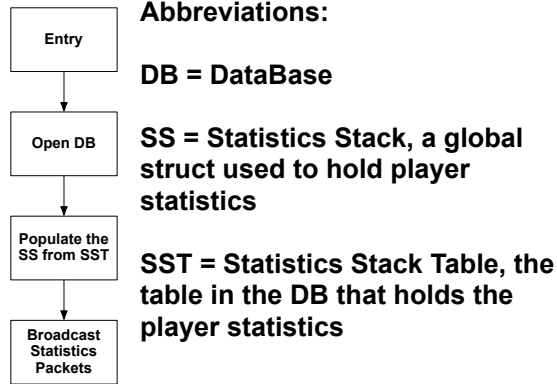 Entry
Open DB
Populate the
SS from SST
Broadcast
Statistics
Packets
Abbreviations:
DB = DataBase
SS = Statistics Stack, a global
struct used to hold player
statistics
SST = Statistics Stack Table, the
table in the DB that holds the
player statistics